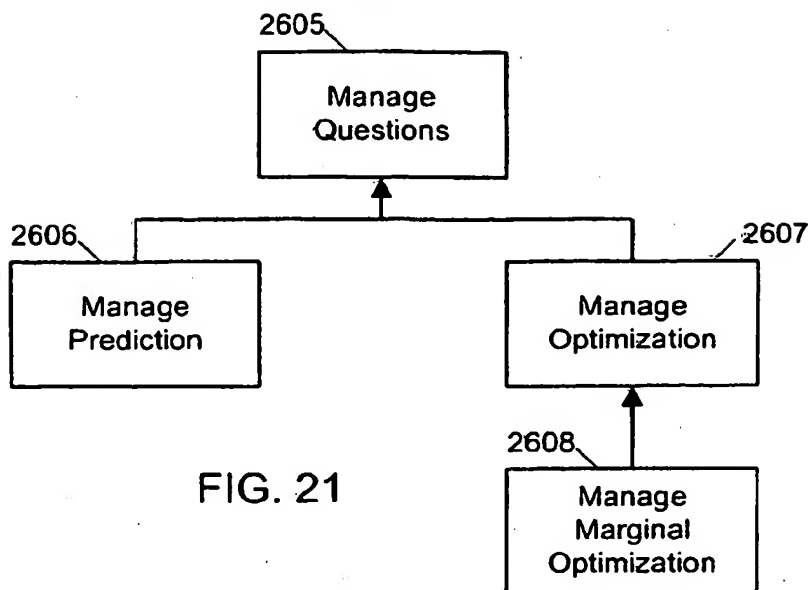 2605
Manage
Questions
2606
Manage
Prediction
2607
Manage
Optimization
2608
Manage
Marginal
Optimization
FIG. 21